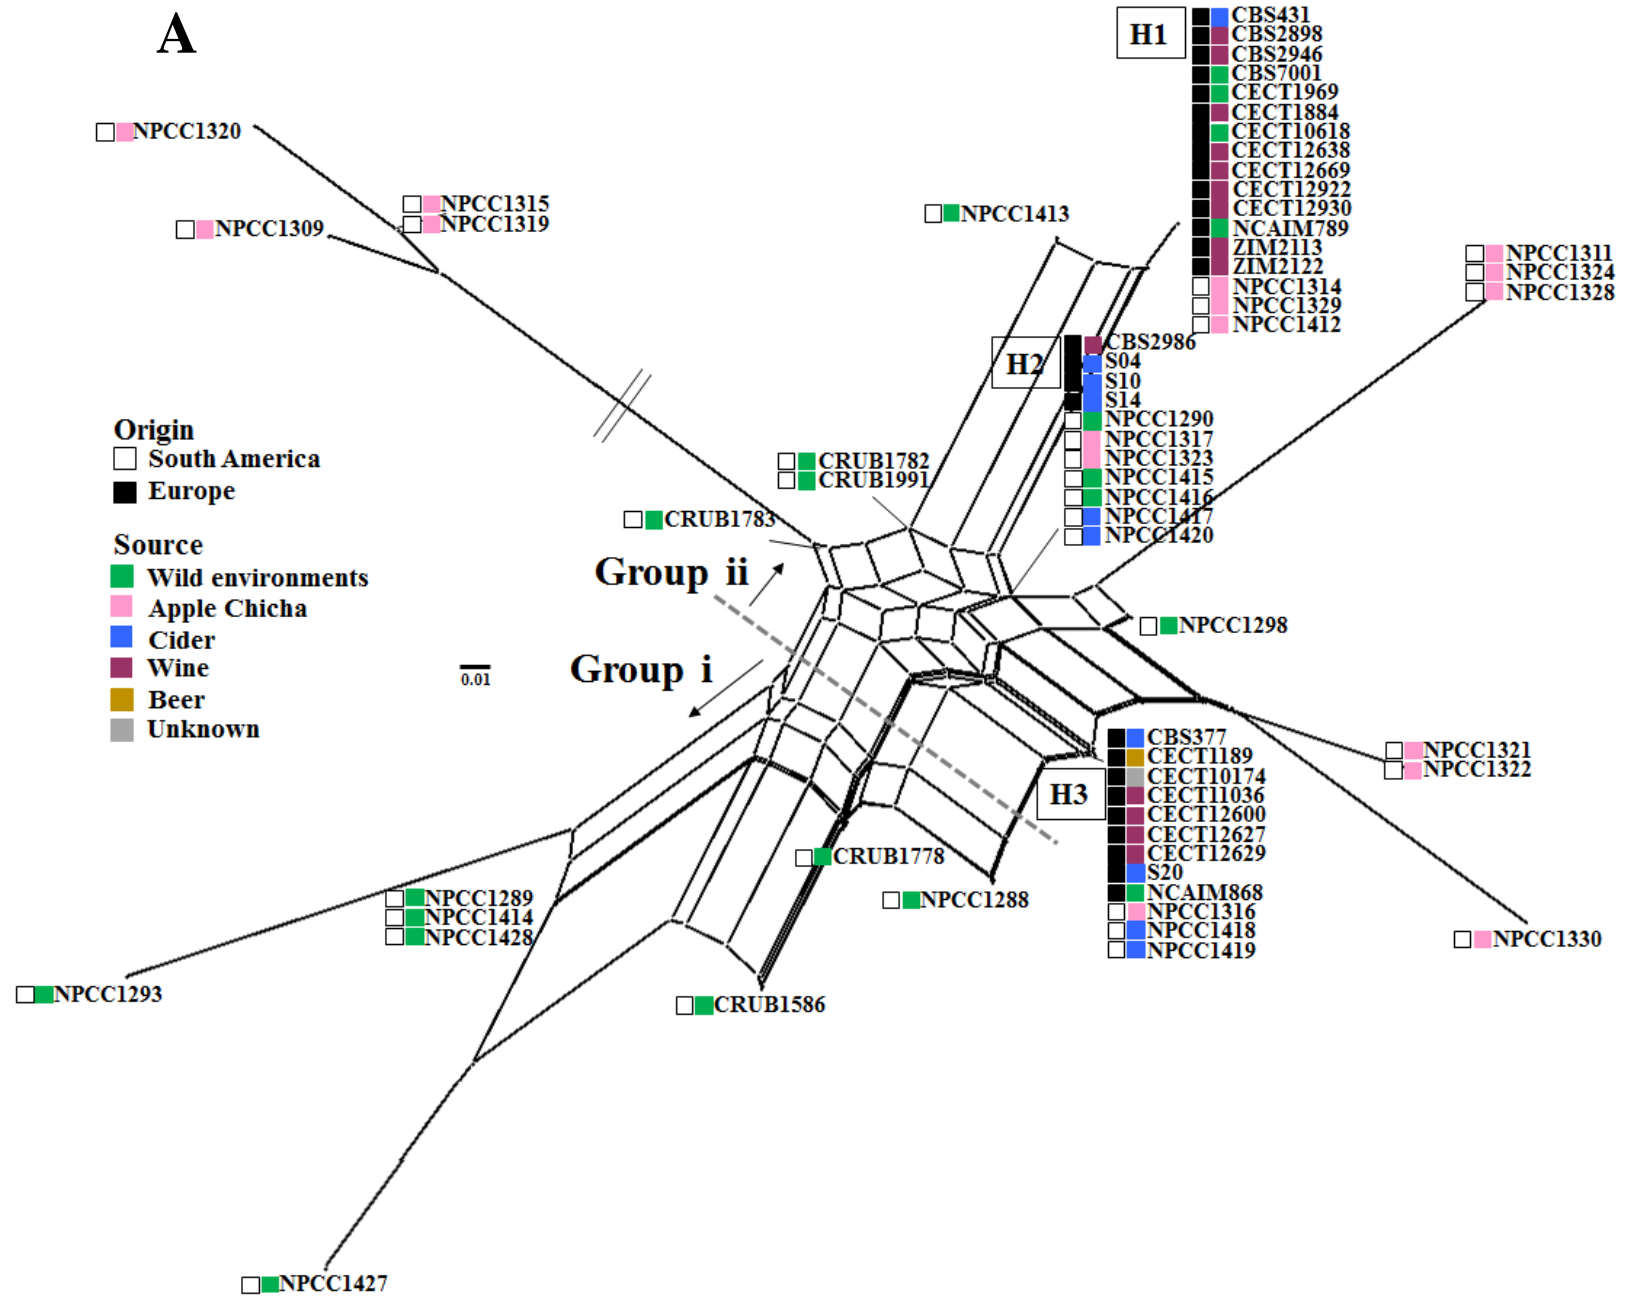 A
H1
CBS431
CBS2898
CBS2946
CBS7001
CECT1969
CECT1884
CECT10618
CECT12638
CECT12669
CECT12922
CECT12930
NCAIM789
ZIM2113
ZIM2122
NPCC1314
NPCC1329
NPCC1412
NPCC1320
NPCC1315
NPCC1319
NPCC1309
NPCC1413
NPCC1311
NPCC1324
NPCC1328
H2
CBS2986
S04
S10
S14
NPCC1290
NPCC1317
NPCC1323
NPCC1415
NPCC1416
NPCC1417
NPCC1420
Origin
South America
Europe
Source
Wild environments
Apple Chicha
Cider
Wine
Beer
Unknown
0.01
CRUB1782
CRUB1991
CRUB1783
Group ii
Group i
NPCC1298
H3
CBS377
CECT1189
CECT10174
CECT11036
CECT12600
CECT12627
CECT12629
S20
NCAIM868
NPCC1316
NPCC1418
NPCC1419
NPCC1321
NPCC1322
CRUB1778
NPCC1288
NPCC1289
NPCC1414
NPCC1428
NPCC1330
NPCC1293
CRUB1586
NPCC1427